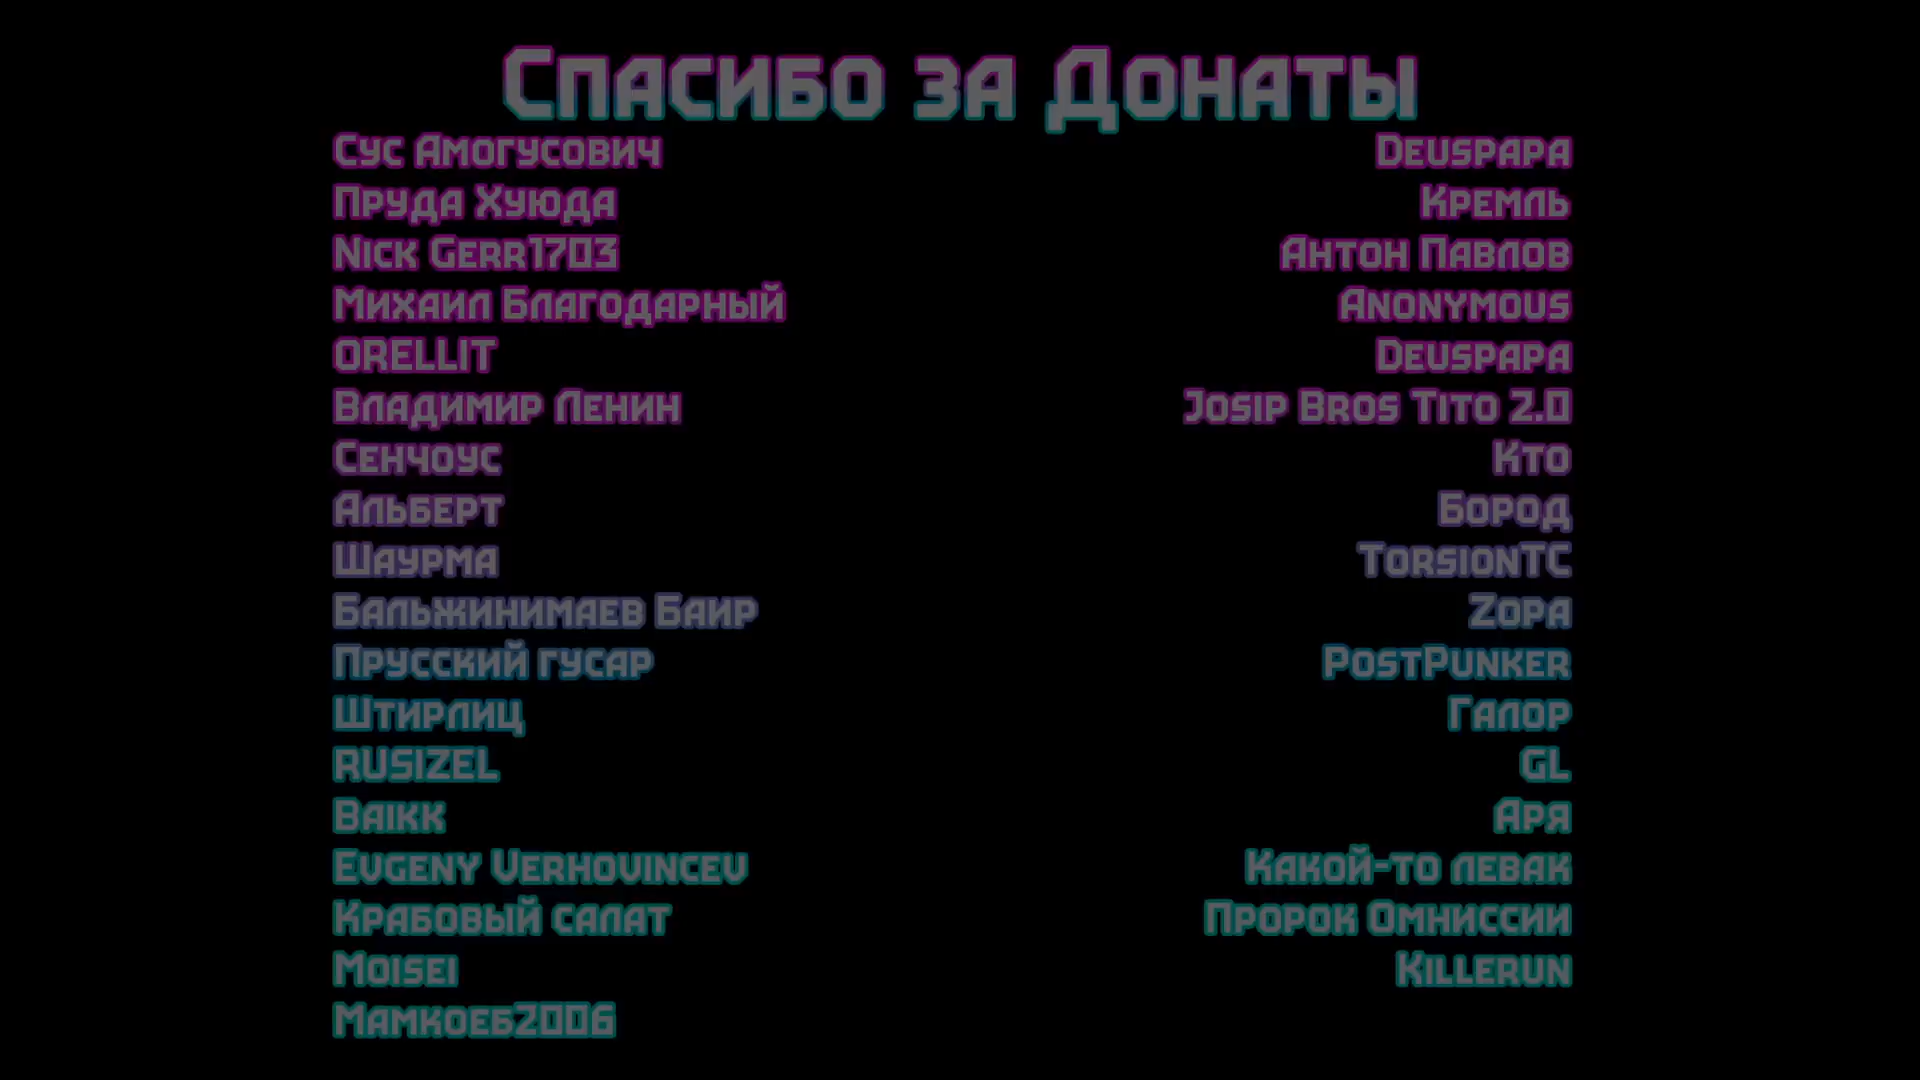 Спасибо за Донаты
Сус Амогусович
Deuspapa
Пруда Хуюда
Кремль
Nick Gerr1703
Антон Павлов
Михаил Благодарный
Anonymous
ORELLIT
Deuspapa
Владимир Ленин
Josip Bros Tito 2.0
Сенчоус
Кто
Альберт
Бород
Шаурма
TorsionTC
Бальжинимаев Баир
Zopa
Прусский гусар
PostPunker
Штирлиц
Галор
RUSIZEL
GL
Baikk
Аря
Evgeny Verhovincev
Какой-то левак
Крабовый салат
Пророк Омниссии
Moisei
Killerun
Мамкоеб2006